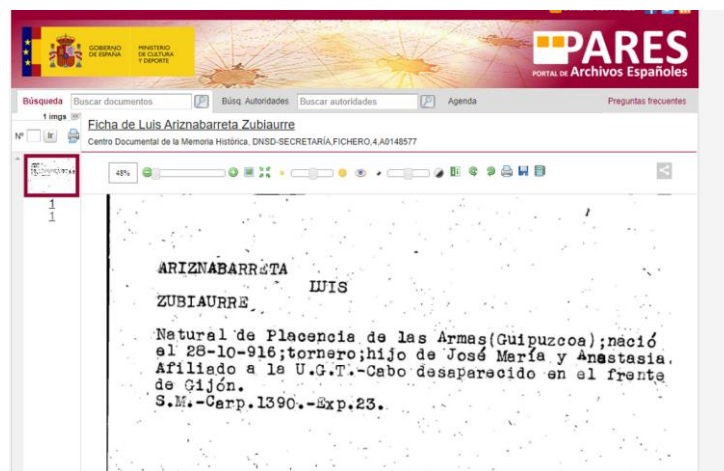 GOBIERNO DE ESPAÑA
MINISTERIO DE CULTURA Y DEPORTE
PARES
PORTAL DE Archivos Españoles
Búsqueda Buscar documentos Búsq. Autoridades Buscar autoridades Agenda Preguntas frecuentes
1 imgs
Nº Ir
Ficha de Luis Ariznabarreta Zubiaurre
Centro Documental de la Memoria Histórica, DNSD-SECRETARÍA,FICHERO,4,A0148577
43%
1
1
ARIZNABARRETA
LUIS
ZUBIAURRE
Natural de Placencia de las Armas(Guipuzcoa);nació
el 28-10-916;tornero;hijo de José María y Anastasia.
Afiliado a la U.G.T.-Cabo desaparecido en el frente
de Gijón.
S.M.-Carp.1390.-Exp.23.